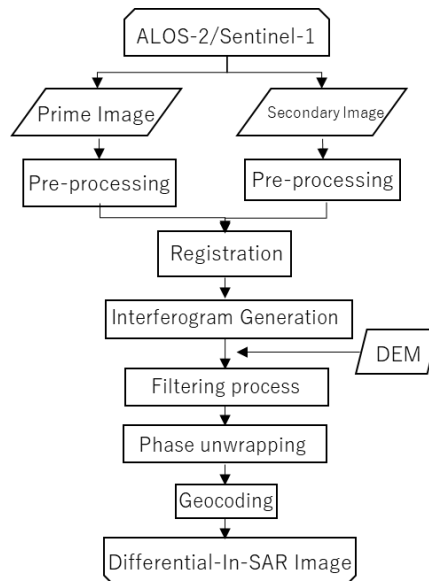 ALOS-2/Sentinel-1
Prime Image
Secondary Image
Pre-processing
Pre-processing
Registration
Interferogram Generation
DEM
Filtering process
Phase unwrapping
Geocoding
Differential-In-SAR Image